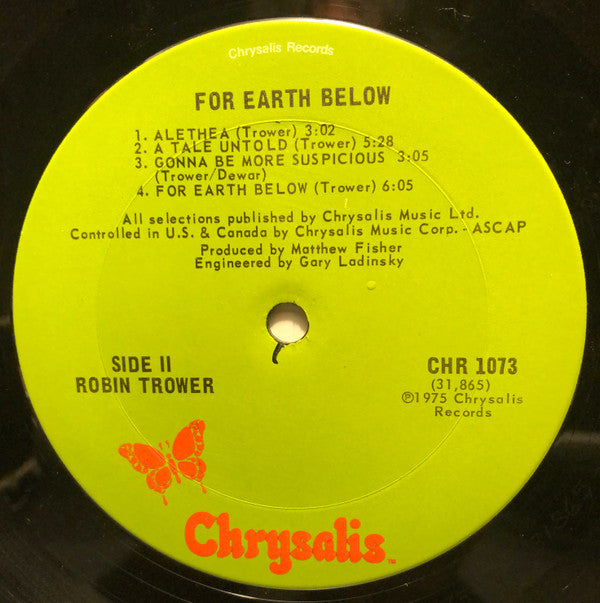 Chrysalis Records
FOR EARTH BELOW
1. ALETHEA (Trower) 3:02
2. A TALE UNTOLD (Trower) 5:28
3. GONNA BE MORE SUSPICIOUS 3:05
(Trower/Dewar)
4. FOR EARTH BELOW (Trower) 6:05
All selections published by Chrysalis Music Ltd.
Controlled in U.S. & Canada by Chrysalis Music Corp. - ASCAP
Produced by Matthew Fisher
Engineered by Gary Ladinsky
SIDE II
ROBIN TROWER
CHR 1073
(31,865)
℗1975 Chrysalis
Records
Chrysalis™